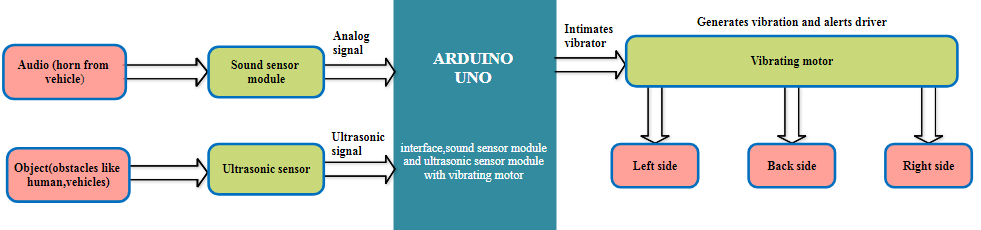 Audio (horn from
vehicle)
Sound sensor
module
Analog
signal
Object(obstacles like
human,vehicles)
Ultrasonic sensor
Ultrasonic
signal
ARDUINO
UNO
interface,sound sensor module
and ultrasonic sensor module
with vibrating motor
Intimates
vibrator
Generates vibration and alerts driver
Vibrating motor
Left side
Back side
Right side